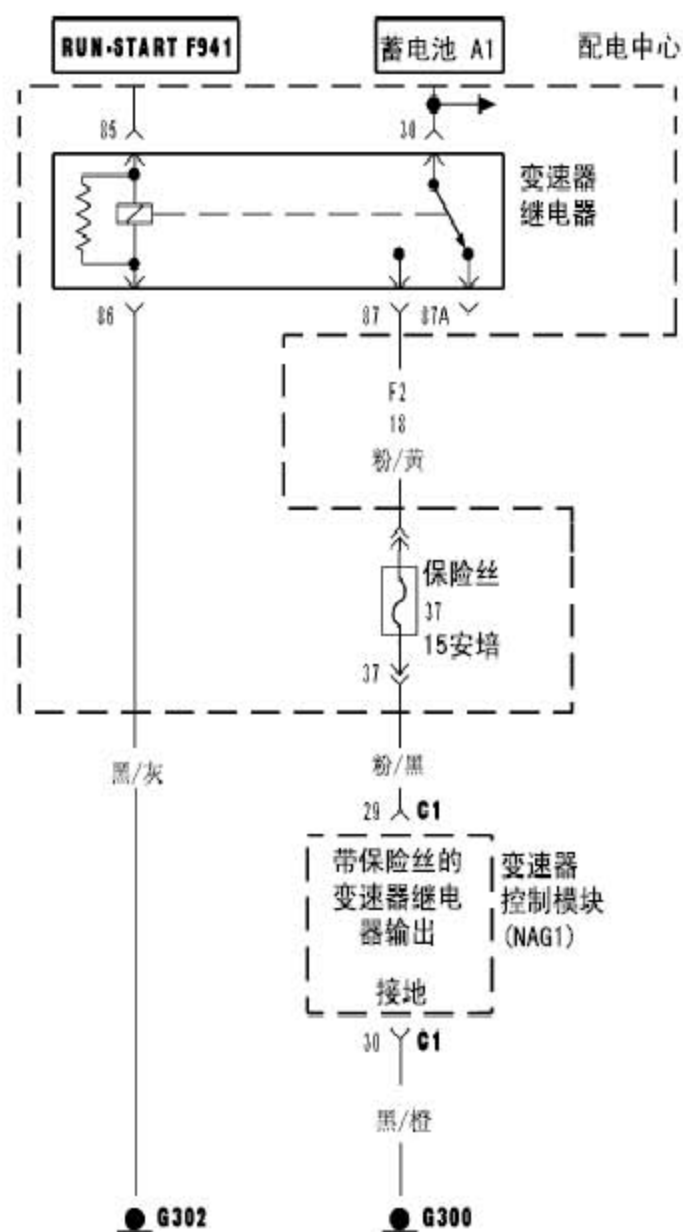 RUN-START F941
蓄电池 A1
配电中心
85
30
变速器
继电器
86
87
87A
F2
18
粉/黄
保险丝
37
15安培
37
黑/灰
粉/黑
29
C1
带保险丝的
变速器继电
器输出
接地
变速器
控制模块
(NAG1)
30
C1
黑/橙
G302
G300